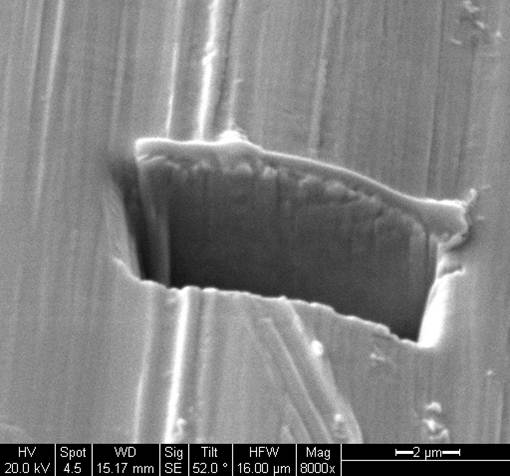 HV Spot WD Sig Tilt HFW Mag
20.0 kV 4.5 15.17 mm SE 52.0 ° 16.00 µm 8000x
2 µm